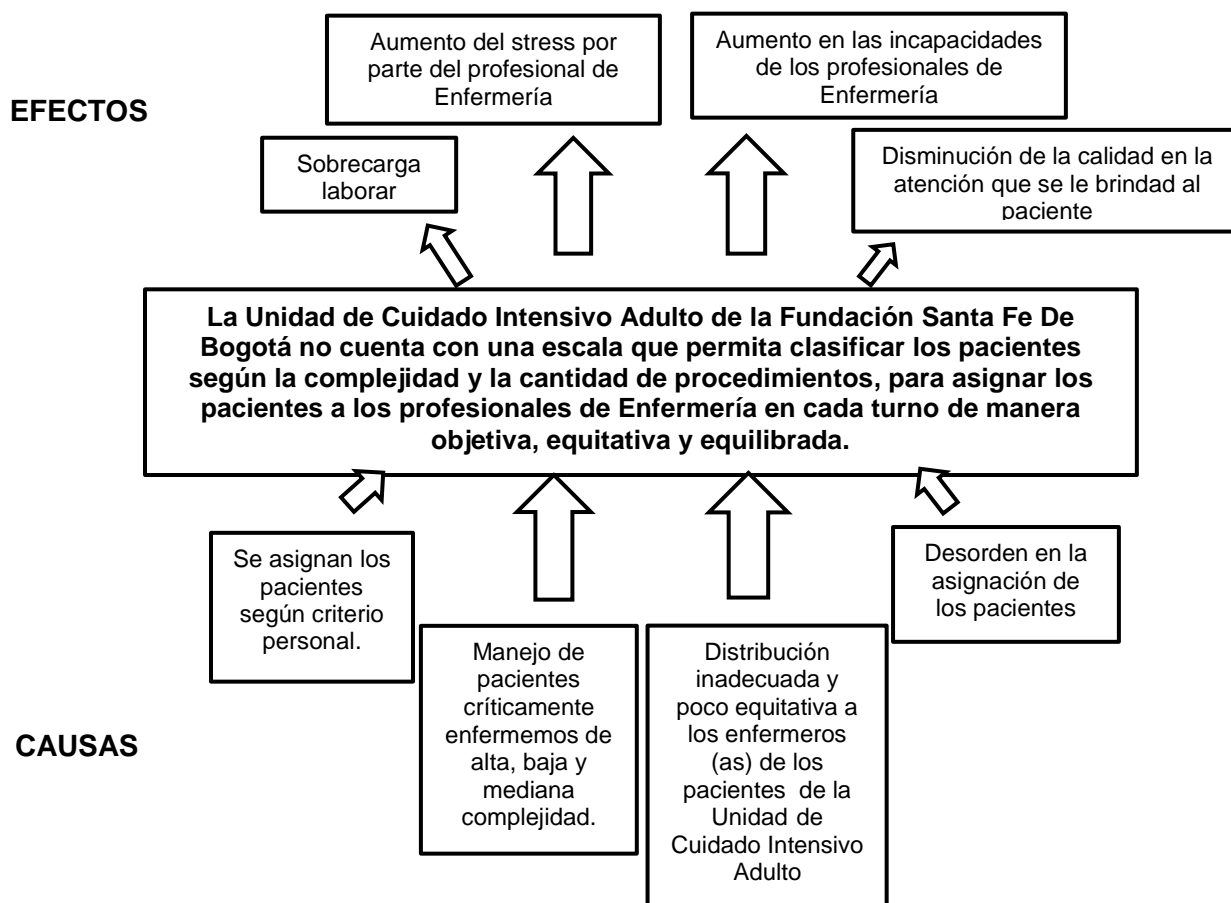 Aumento del stress por
parte del profesional de
Enfermería
Aumento en las incapacidades
de los profesionales de
Enfermería
EFECTOS
Sobrecarga
laborar
Disminución de la calidad en la
atención que se le brindad al
paciente
La Unidad de Cuidado Intensivo Adulto de la Fundación Santa Fe De
Bogotá no cuenta con una escala que permita clasificar los pacientes
según la complejidad y la cantidad de procedimientos, para asignar los
pacientes a los profesionales de Enfermería en cada turno de manera
objetiva, equitativa y equilibrada.
Se asignan los
pacientes
según criterio
personal.
Manejo de
pacientes
críticamente
enfermemos de
alta, baja y
mediana
complejidad.
Distribución
inadecuada y
poco equitativa a
los enfermeros
(as) de los
pacientes de la
Unidad de
Cuidado Intensivo
Adulto
Desorden en la
asignación de
los pacientes
CAUSAS